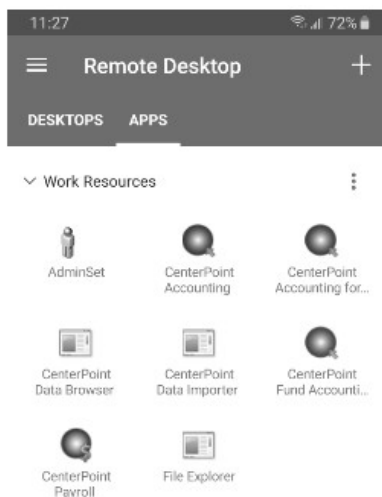 11:27 72%
Remote Desktop
DESKTOPS APPS
Work Resources
AdminSet CenterPoint CenterPoint
Accounting Accounting for...
CenterPoint CenterPoint CenterPoint
Data Browser Data Importer Fund Accounti...
CenterPoint File Explorer
Payroll